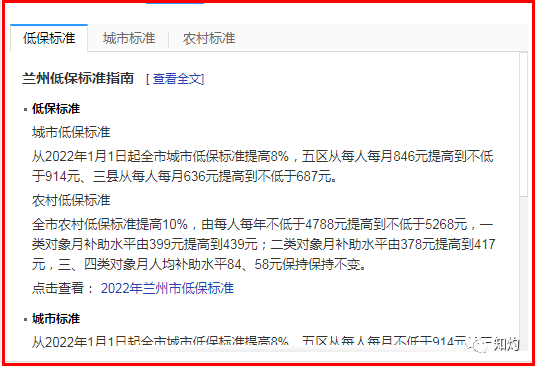 低保标准 城市标准 农村标准
兰州低保标准指南 [ 查看全文]
低保标准
城市低保标准
从2022年1月1日起全市城市低保标准提高8%，五区从每人每月846元提高到不低
于914元、三县从每人每月636元提高到不低于687元。
农村低保标准
全市农村低保标准提高10%，由每人每年不低于4788元提高到不低于5268元，一
类对象月补助水平由399元提高到439元；二类对象月补助水平由378元提高到417
元，三、四类对象月人均补助水平84、58元保持保持不变。
点击查看： 2022年兰州市低保标准
城市标准
从2022年1月1日起全市城市低保标准提高8%，五区从每人每月不低于914元
知灼